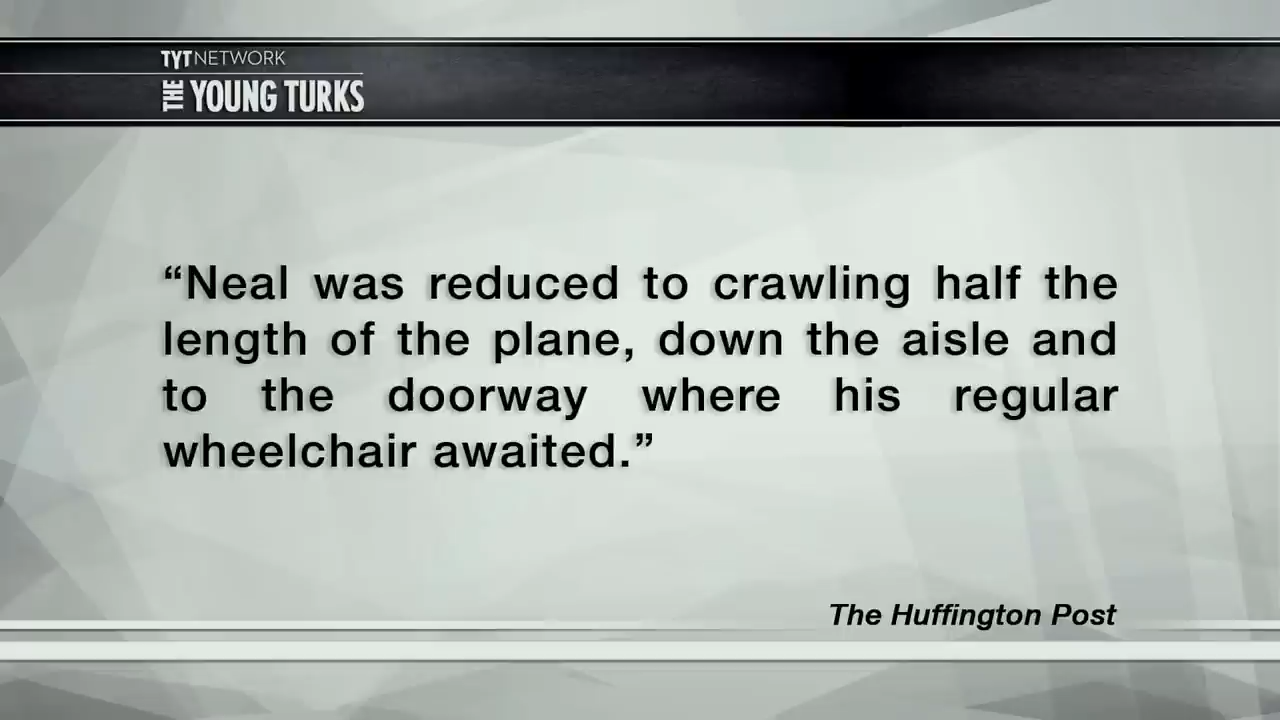 TYTNETWORK
THE YOUNG TURKS
“Neal was reduced to crawling half the
length of the plane, down the aisle and
to the doorway where his regular
wheelchair awaited.”
The Huffington Post